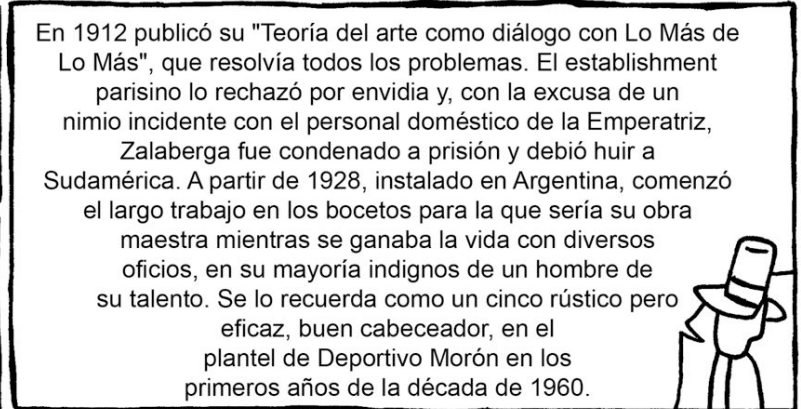 En 1912 publicó su "Teoría del arte como diálogo con Lo Más de
Lo Más", que resolvía todos los problemas. El establishment
parisino lo rechazó por envidia y, con la excusa de un
nimio incidente con el personal doméstico de la Emperatriz,
Zalaberga fue condenado a prisión y debió huir a
Sudamérica. A partir de 1928, instalado en Argentina, comenzó
el largo trabajo en los bocetos para la que sería su obra
maestra mientras se ganaba la vida con diversos
oficios, en su mayoría indignos de un hombre de
su talento. Se lo recuerda como un cinco rústico pero
eficaz, buen cabeceador, en el
plantel de Deportivo Morón en los
primeros años de la década de 1960.